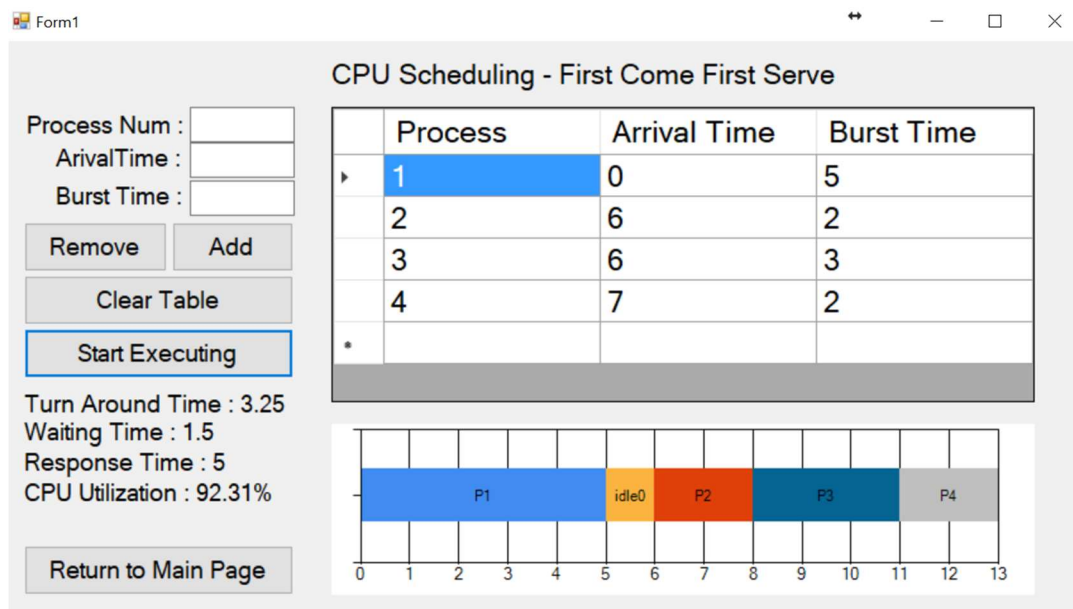 Form1
CPU Scheduling - First Come First Serve
Process Num :
ArivalTime :
Burst Time :
Remove Add
Clear Table
Start Executing
Turn Around Time : 3.25
Waiting Time : 1.5
Response Time : 5
CPU Utilization : 92.31%
Return to Main Page
Process Arrival Time Burst Time
1 0 5
2 6 2
3 6 3
4 7 2
P1 idle0 P2 P3 P4
0 1 2 3 4 5 6 7 8 9 10 11 12 13